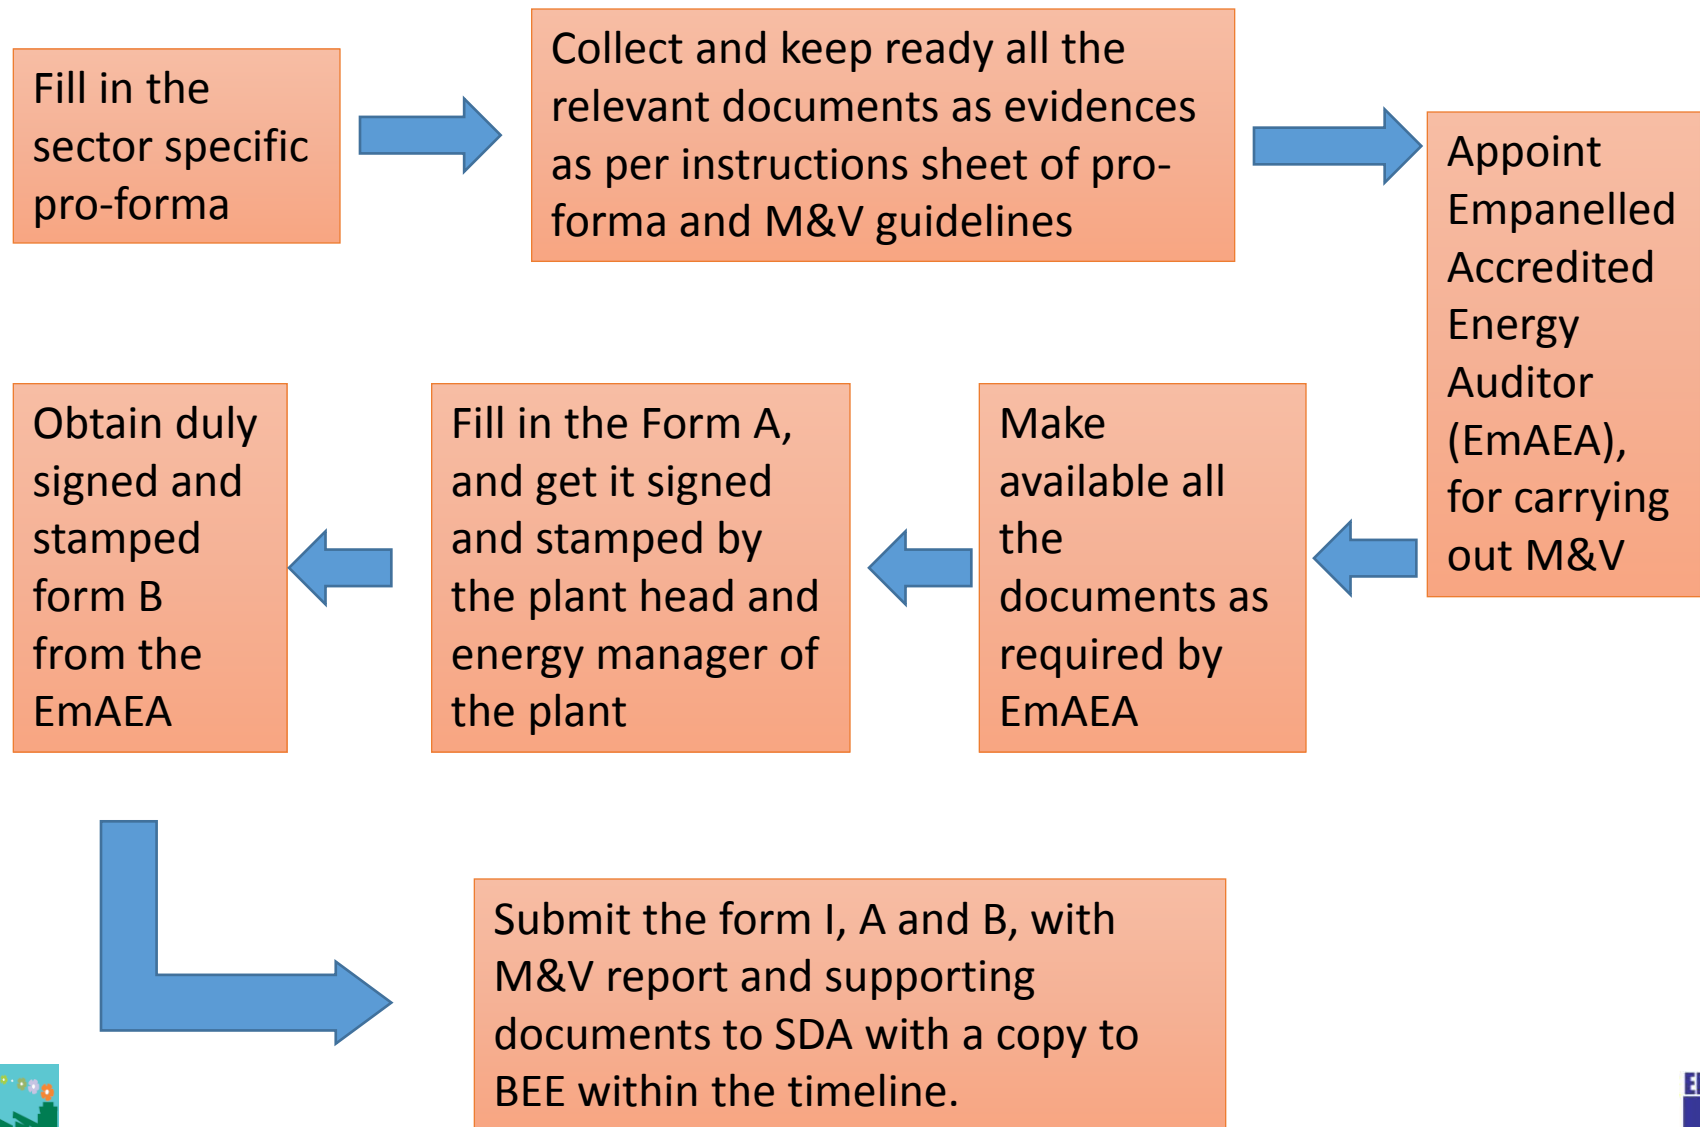 Fill in the
sector specific
pro-forma
Collect and keep ready all the
relevant documents as evidences
as per instructions sheet of pro-
forma and M&V guidelines
Appoint
Empanelled
Accredited
Energy
Auditor
(EmAEA),
for carrying
out M&V
Make
available all
the
documents as
required by
EmAEA
Fill in the Form A,
and get it signed
and stamped by
the plant head and
energy manager of
the plant
Obtain duly
signed and
stamped
form B
from the
EmAEA
Submit the form I, A and B, with
M&V report and supporting
documents to SDA with a copy to
BEE within the timeline.